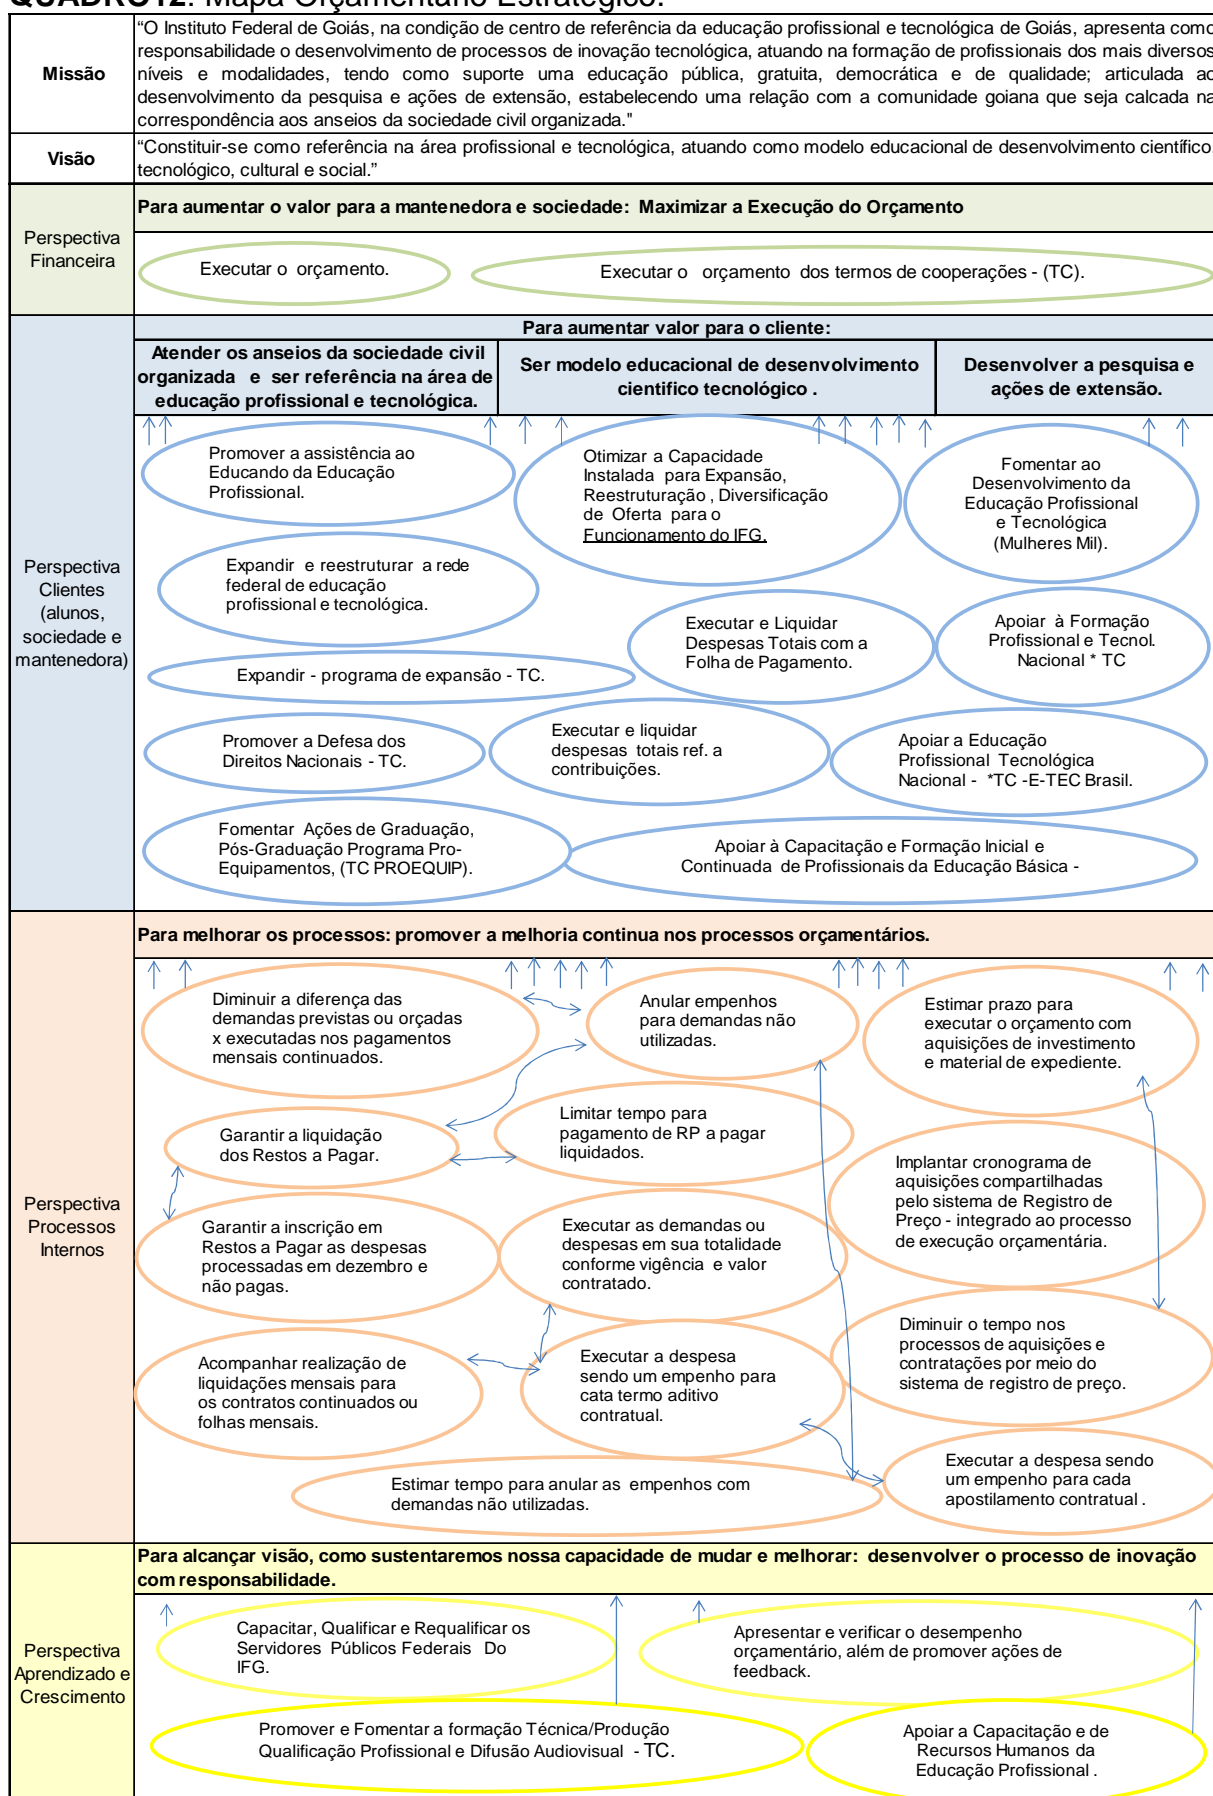 QUADRO12: Mapa Orçamentário Estratégico.
Missão
“O Instituto Federal de Goiás, na condição de centro de referência da educação profissional e tecnológica de Goiás, apresenta como
responsabilidade o desenvolvimento de processos de inovação tecnológica, atuando na formação de profissionais dos mais diversos
níveis e modalidades, tendo como suporte uma educação pública, gratuita, democrática e de qualidade; articulada ao
desenvolvimento da pesquisa e ações de extensão, estabelecendo uma relação com a comunidade goiana que seja calcada na
correspondência aos anseios da sociedade civil organizada."
Visão
“Constituir-se como referência na área profissional e tecnológica, atuando como modelo educacional de desenvolvimento científico,
tecnológico, cultural e social.”
Perspectiva
Financeira
Para aumentar o valor para a mantenedora e sociedade: Maximizar a Execução do Orçamento
Executar o orçamento.
Executar o orçamento dos termos de cooperações - (TC).
Perspectiva
Clientes
(alunos,
sociedade e
mantenedora)
Para aumentar valor para o cliente:
Atender os anseios da sociedade civil
organizada e ser referência na área de
educação profissional e tecnológica.
Ser modelo educacional de desenvolvimento
cientifico tecnológico .
Desenvolver a pesquisa e
ações de extensão.
Promover a assistência ao
Educando da Educação
Profissional.
Otimizar a Capacidade
Instalada para Expansão,
Reestruturação , Diversificação
de Oferta para o
Funcionamento do IFG.
Fomentar ao
Desenvolvimento da
Educação Profissional
e Tecnológica
(Mulheres Mil).
Expandir e reestruturar a rede
federal de educação
profissional e tecnológica.
Executar e Liquidar
Despesas Totais com a
Folha de Pagamento.
Apoiar à Formação
Profissional e Tecnol.
Nacional * TC
Expandir - programa de expansão - TC.
Promover a Defesa dos
Direitos Nacionais - TC.
Executar e liquidar
despesas totais ref. a
contribuições.
Apoiar a Educação
Profissional Tecnológica
Nacional - *TC -E-TEC Brasil.
Fomentar Ações de Graduação,
Pós-Graduação Programa Pro-
Equipamentos, (TC PROEQUIP).
Apoiar à Capacitação e Formação Inicial e
Continuada de Profissionais da Educação Básica -
Perspectiva
Processos
Internos
Para melhorar os processos: promover a melhoria continua nos processos orçamentários.
Diminuir a diferença das
demandas previstas ou orçadas
x executadas nos pagamentos
mensais continuados.
Anular empenhos
para demandas não
utilizadas.
Estimar prazo para
executar o orçamento com
aquisições de investimento
e material de expediente.
Garantir a liquidação
dos Restos a Pagar.
Limitar tempo para
pagamento de RP a pagar
liquidados.
Implantar cronograma de
aquisições compartilhadas
pelo sistema de Registro de
Preço - integrado ao processo
de execução orçamentária.
Garantir a inscrição em
Restos a Pagar as despesas
processadas em dezembro e
não pagas.
Executar as demandas ou
despesas em sua totalidade
conforme vigência e valor
contratado.
Diminuir o tempo nos
processos de aquisições e
contratações por meio do
sistema de registro de preço.
Acompanhar realização de
liquidações mensais para
os contratos continuados ou
folhas mensais.
Executar a despesa
sendo um empenho para
cata termo aditivo
contratual.
Estimar tempo para anular as empenhos com
demandas não utilizadas.
Executar a despesa sendo
um empenho para cada
apostilamento contratual .
Perspectiva
Aprendizado e
Crescimento
Para alcançar visão, como sustentaremos nossa capacidade de mudar e melhorar: desenvolver o processo de inovação
com responsabilidade.
Capacitar, Qualificar e Requalificar os
Servidores Públicos Federais Do
IFG.
Apresentar e verificar o desempenho
orçamentário, além de promover ações de
feedback.
Promover e Fomentar a formação Técnica/Produção
Qualificação Profissional e Difusão Audiovisual - TC.
Apoiar a Capacitação e de
Recursos Humanos da
Educação Profissional .